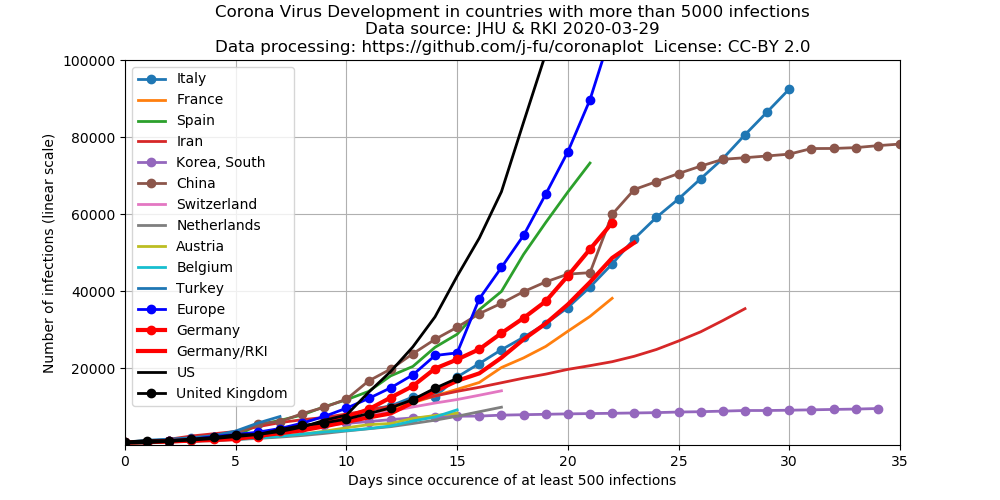 Corona Virus Development in countries with more than 5000 infections
Data source: JHU & RKI 2020-03-29
Data processing: https://github.com/j-fu/coronaplot  License: CC-BY 2.0
Number of infections (linear scale)
100000
80000
60000
40000
20000
Italy
France
Spain
Iran
Korea, South
China
Switzerland
Netherlands
Austria
Belgium
Turkey
Europe
Germany
Germany/RKI
US
United Kingdom
0 5 10 15 20 25 30 35
Days since occurence of at least 500 infections